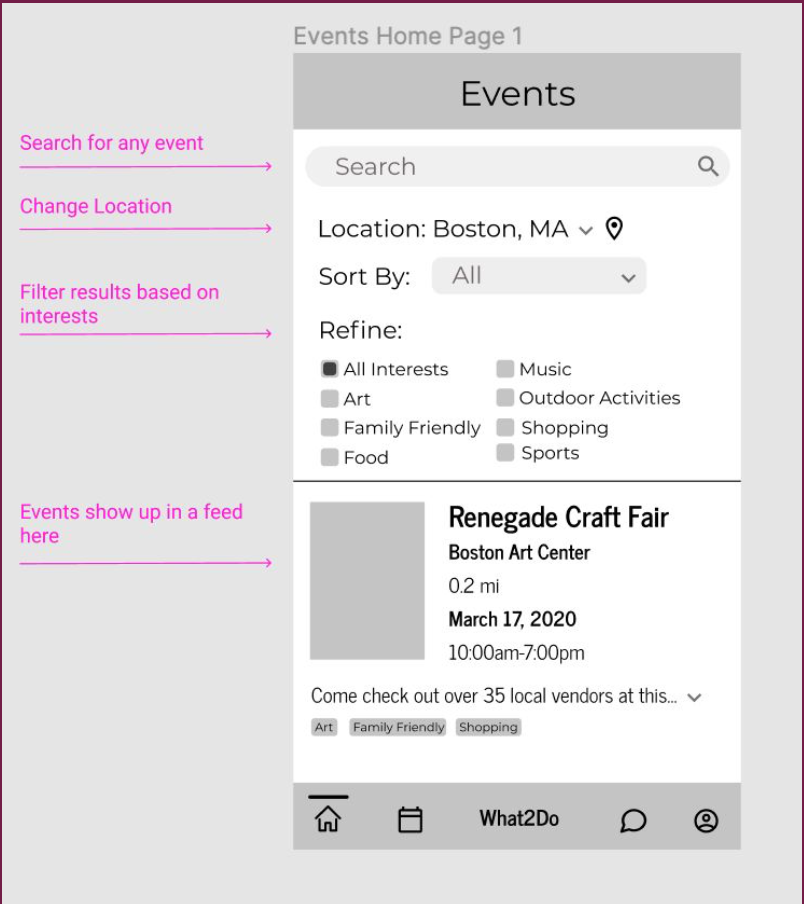 Events Home Page 1
Events
Search for any event
Search
Change Location
Location: Boston, MA
Sort By: All
Filter results based on
interests
Refine:
All Interests
Music
Art
Outdoor Activities
Family Friendly
Shopping
Food
Sports
Events show up in a feed
here
Renegade Craft Fair
Boston Art Center
0.2 mi
March 17, 2020
10:00am-7:00pm
Come check out over 35 local vendors at this...
Art Family Friendly Shopping
What2Do